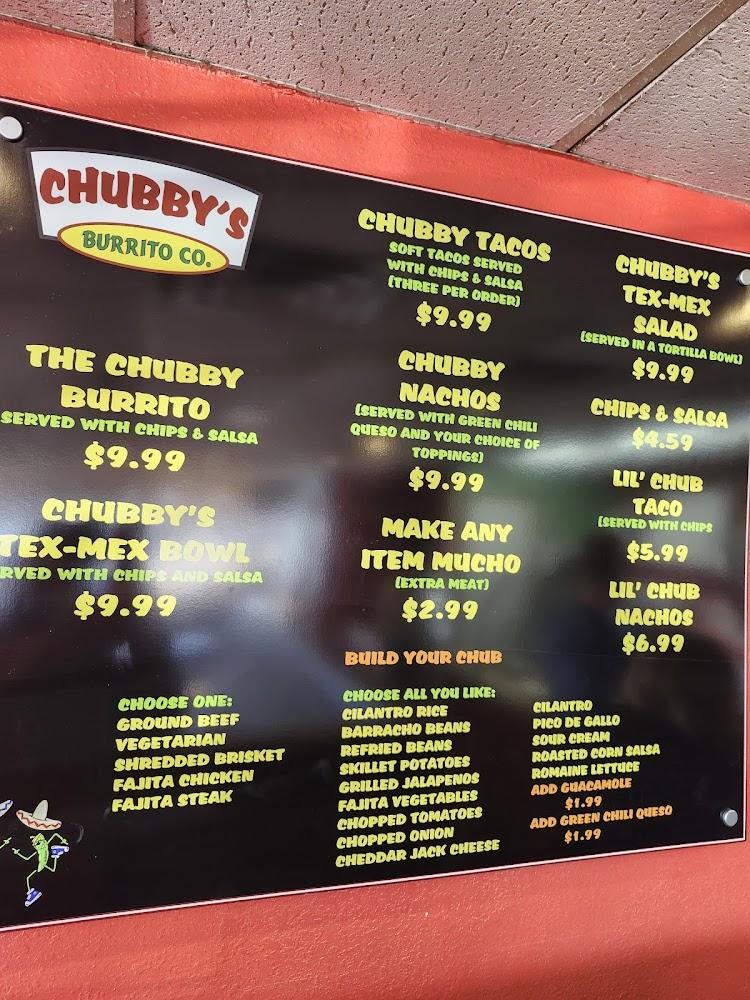 CHUBBY'S
BURRITO CO.
THE CHUBBY
BURRITO
SERVED WITH CHIPS & SALSA
$9.99
CHUBBY'S
TEX-MEX BOWL
RVED WITH CHIPS AND SALSA
$9.99
CHUBBY TACOS
SOFT TACOS SERVED
WITH CHIPS & SALSA
(THREE PER ORDER)
$9.99
CHUBBY
NACHOS
(SERVED WITH GREEN CHILI
QUESO AND YOUR CHOICE OF
TOPPINGS)
$9.99
MAKE ANY
ITEM MUCHO
(EXTRA MEAT)
$2.99
CHUBBY'S
TEX-MEX
SALAD
(SERVED IN A TORTILLA BOWL)
$9.99
CHIPS & SALSA
$4.59
LIL' CHUB
TACO
(SERVED WITH CHIPS
$5.99
LIL' CHUB
NACHOS
$6.99
BUILD YOUR CHUB
CHOOSE ONE:
GROUND BEEF
VEGETARIAN
SHREDDED BRISKET
FAJITA CHICKEN
FAJITA STEAK
CHOOSE ALL YOU LIKE:
CILANTRO RICE
BARRACHO BEANS
REFRIED BEANS
SKILLET POTATOES
GRILLED JALAPENOS
FAJITA VEGETABLES
CHOPPED TOMATOES
CHOPPED ONION
CHEDDAR JACK CHEESE
CILANTRO
PICO DE GALLO
SOUR CREAM
ROASTED CORN SALSA
ROMAINE LETTUCE
ADD GUACAMOLE
$1.99
ADD GREEN CHILI QUESO
$1.99